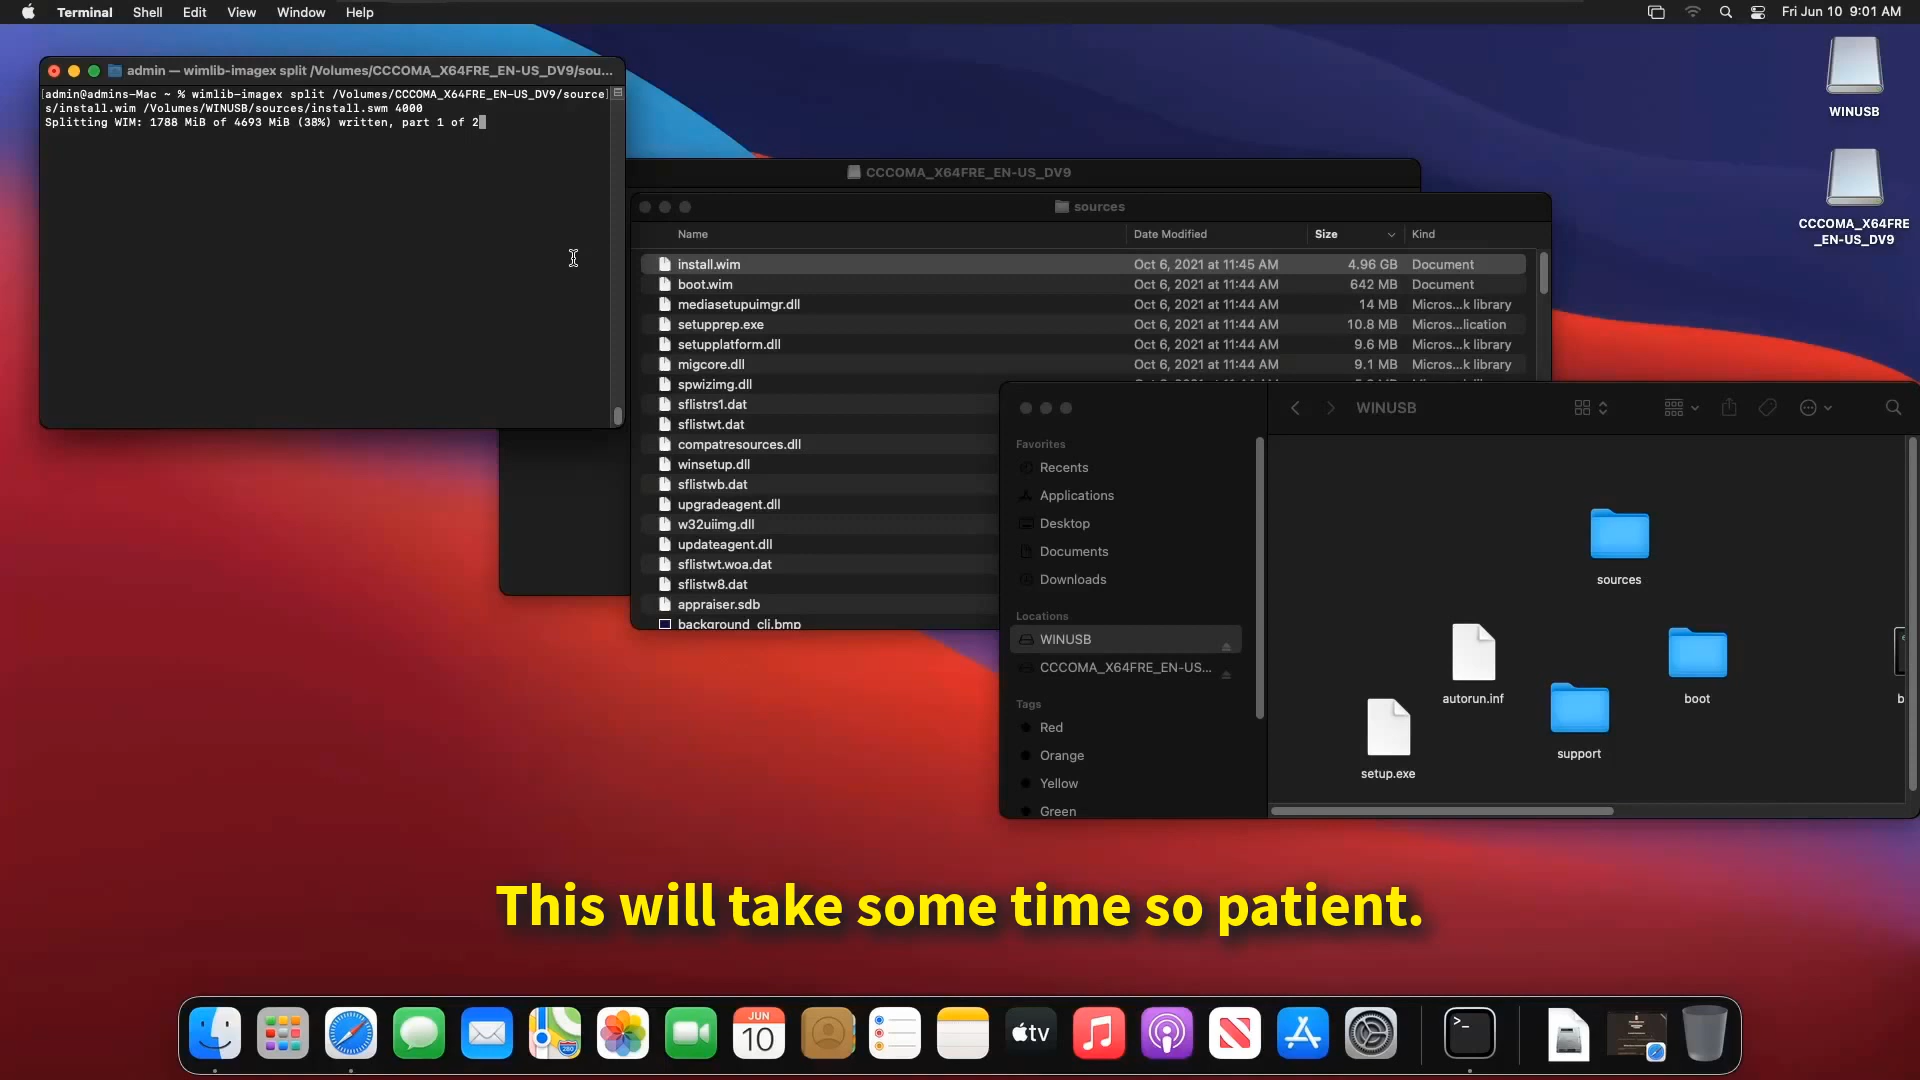 Terminal Shell Edit View Window Help
Fri Jun 10 9:01 AM
admin — wimlib-imagex split /Volumes/CCCOMA_X64FRE_EN-US_DV9/sou...
[admin@admins-Mac ~ % wimlib-imagex split /Volumes/CCCOMA_X64FRE_EN-US_DV9/source]
s/install.wim /Volumes/WINUSB/sources/install.swm 4000
Splitting WIM: 1788 MiB of 4693 MiB (38%) written, part 1 of 2
WINUSB
CCCOMA_X64FRE
_EN-US_DV9
CCCOMA_X64FRE_EN-US_DV9
sources
Name Date Modified Size Kind
install.wim Oct 6, 2021 at 11:45 AM 4.96 GB Document
boot.wim Oct 6, 2021 at 11:44 AM 642 MB Document
mediasetupuimgr.dll Oct 6, 2021 at 11:44 AM 14 MB Micros...k library
setupprep.exe Oct 6, 2021 at 11:44 AM 10.8 MB Micros...lication
setupplatform.dll Oct 6, 2021 at 11:44 AM 9.6 MB Micros...k library
migcore.dll Oct 6, 2021 at 11:44 AM 9.1 MB Micros...k library
spwizimg.dll
sflistrs1.dat
sflistwt.dat
compatresources.dll
winsetup.dll
sflistwb.dat
upgradeagent.dll
w32uiimg.dll
updateagent.dll
sflistwt.woa.dat
sflistw8.dat
appraiser.sdb
background_cli.bmp
WINUSB
Favorites
Recents
Applications
Desktop
Documents
Downloads
Locations
WINUSB
CCCOMA_X64FRE_EN-US...
Tags
Red
Orange
Yellow
Green
sources
autorun.inf
boot
b
support
setup.exe
This will take some time so patient.
JUN
10
280
tv
>_